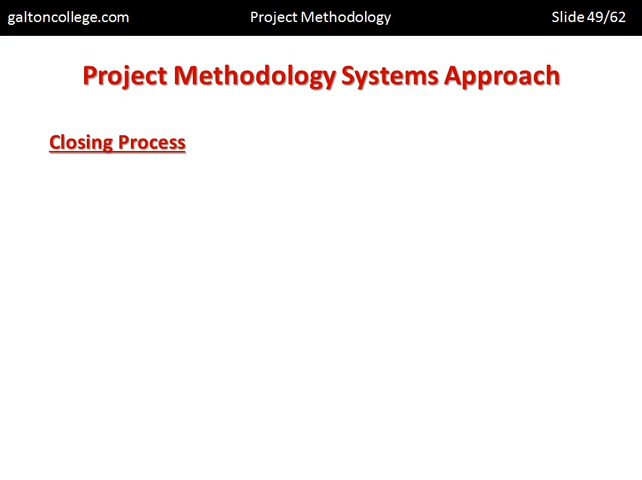 galtoncollege.com Project Methodology Slide 49/62
Project Methodology Systems Approach
Closing Process